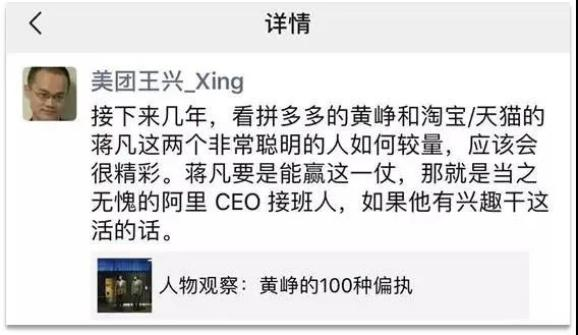 详情
美团王兴_Xing
接下来几年，看拼多多的黄峥和淘宝/天猫的
蒋凡这两个非常聪明的人如何较量，应该会
很精彩。蒋凡要是能赢这一仗，那就是当之
无愧的阿里 CEO 接班人，如果他有兴趣干这
活的话。
人物观察：黄峥的100种偏执